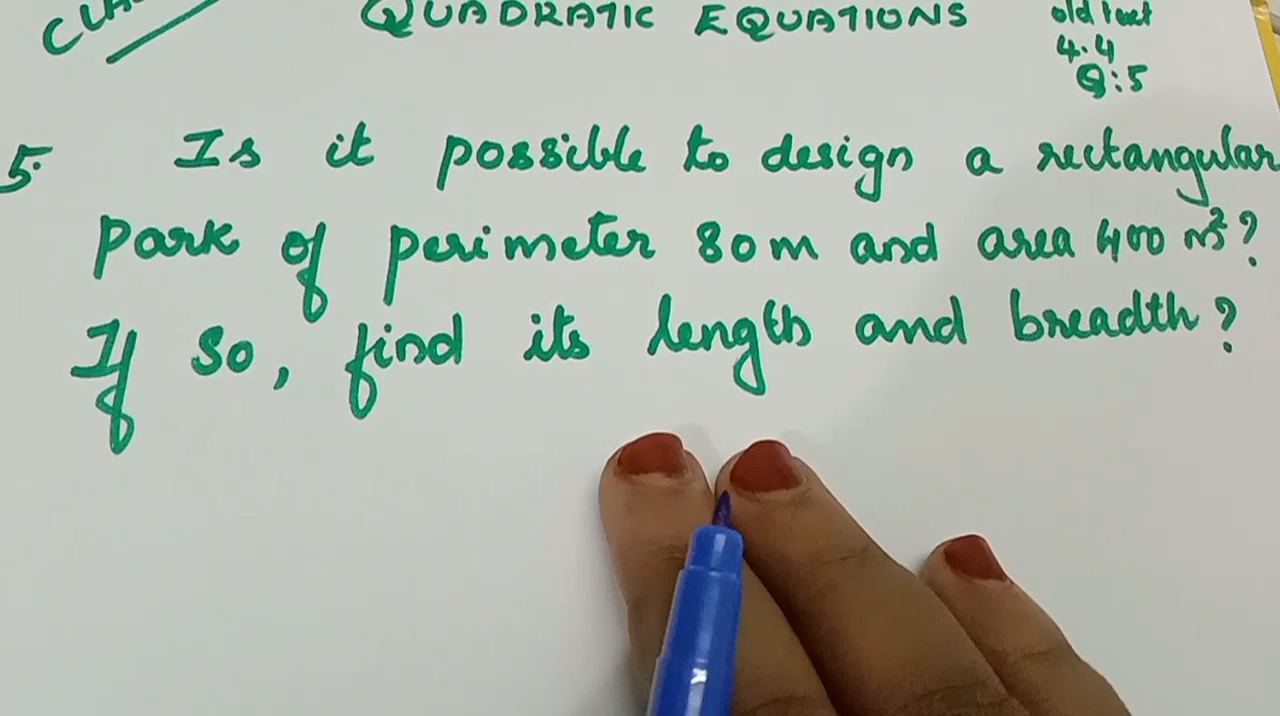 QUADRATIC EQUATIONS
old text
4.4
Q:5
5. Is it possible to design a rectangular
park of perimeter 80m and area 400 m²?
If so, find its length and breadth?